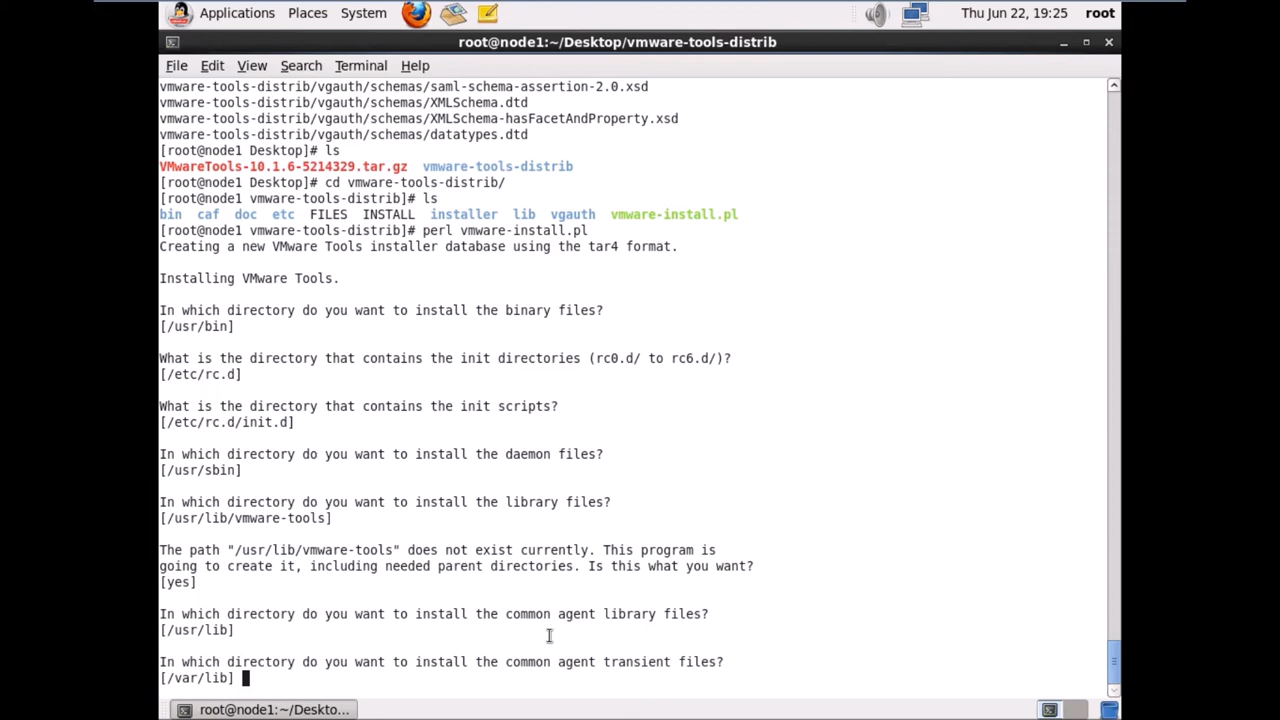 Applications Places System Thu Jun 22, 19:25 root
root@node1:~/Desktop/vmware-tools-distrib
File Edit View Search Terminal Help
vmware-tools-distrib/vgauth/schemas/saml-schema-assertion-2.0.xsd
vmware-tools-distrib/vgauth/schemas/XMLSchema.dtd
vmware-tools-distrib/vgauth/schemas/XMLSchema-hasFacetAndProperty.xsd
vmware-tools-distrib/vgauth/schemas/datatypes.dtd
[root@node1 Desktop]# ls
VMwareTools-10.1.6-5214329.tar.gz vmware-tools-distrib
[root@node1 Desktop]# cd vmware-tools-distrib/
[root@node1 vmware-tools-distrib]# ls
bin caf doc etc FILES INSTALL installer lib vgauth vmware-install.pl
[root@node1 vmware-tools-distrib]# perl vmware-install.pl
Creating a new VMware Tools installer database using the tar4 format.
Installing VMware Tools.
In which directory do you want to install the binary files?
[/usr/bin]
What is the directory that contains the init directories (rc0.d/ to rc6.d/)?
[/etc/rc.d]
What is the directory that contains the init scripts?
[/etc/rc.d/init.d]
In which directory do you want to install the daemon files?
[/usr/sbin]
In which directory do you want to install the library files?
[/usr/lib/vmware-tools]
The path "/usr/lib/vmware-tools" does not exist currently. This program is
going to create it, including needed parent directories. Is this what you want?
[yes]
In which directory do you want to install the common agent library files?
[/usr/lib]
In which directory do you want to install the common agent transient files?
[/var/lib]
root@node1:~/Deskto...